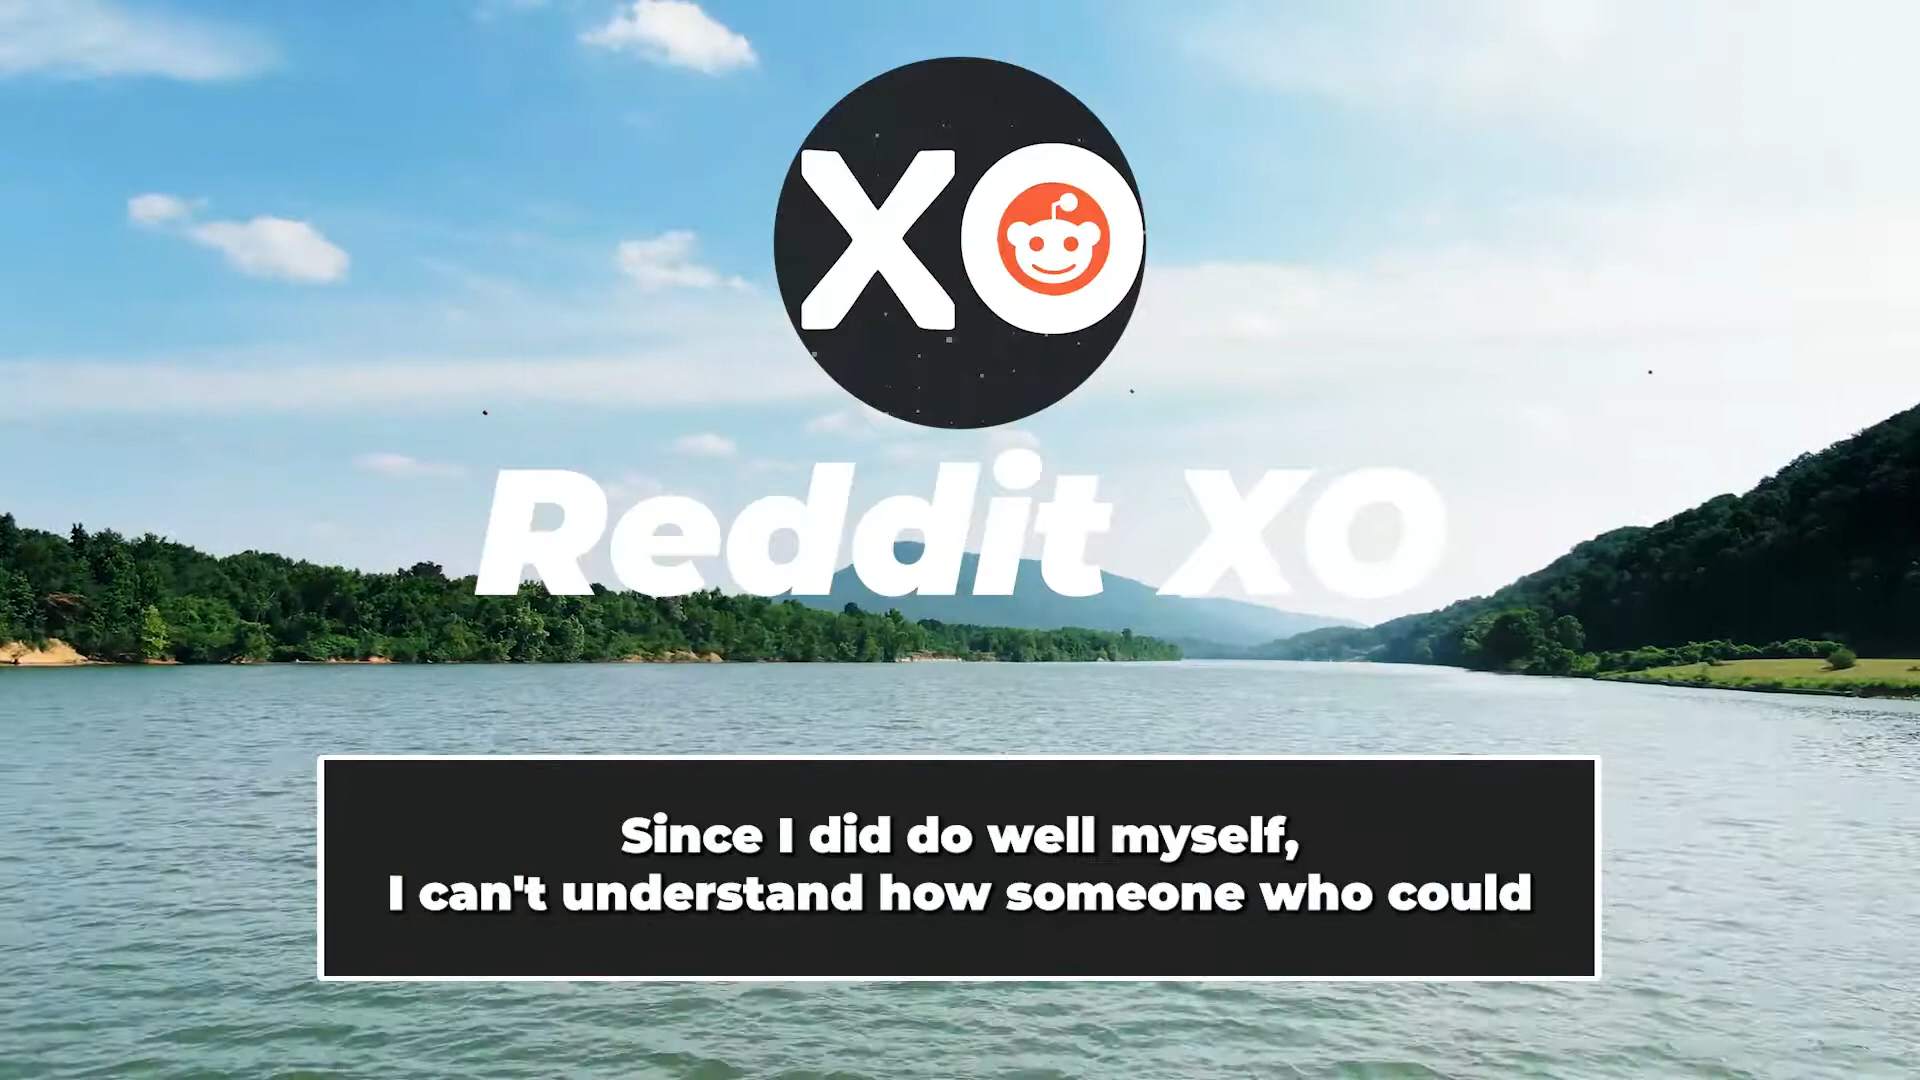 XO
Reddit XO
Since I did do well myself,
I can't understand how someone who could